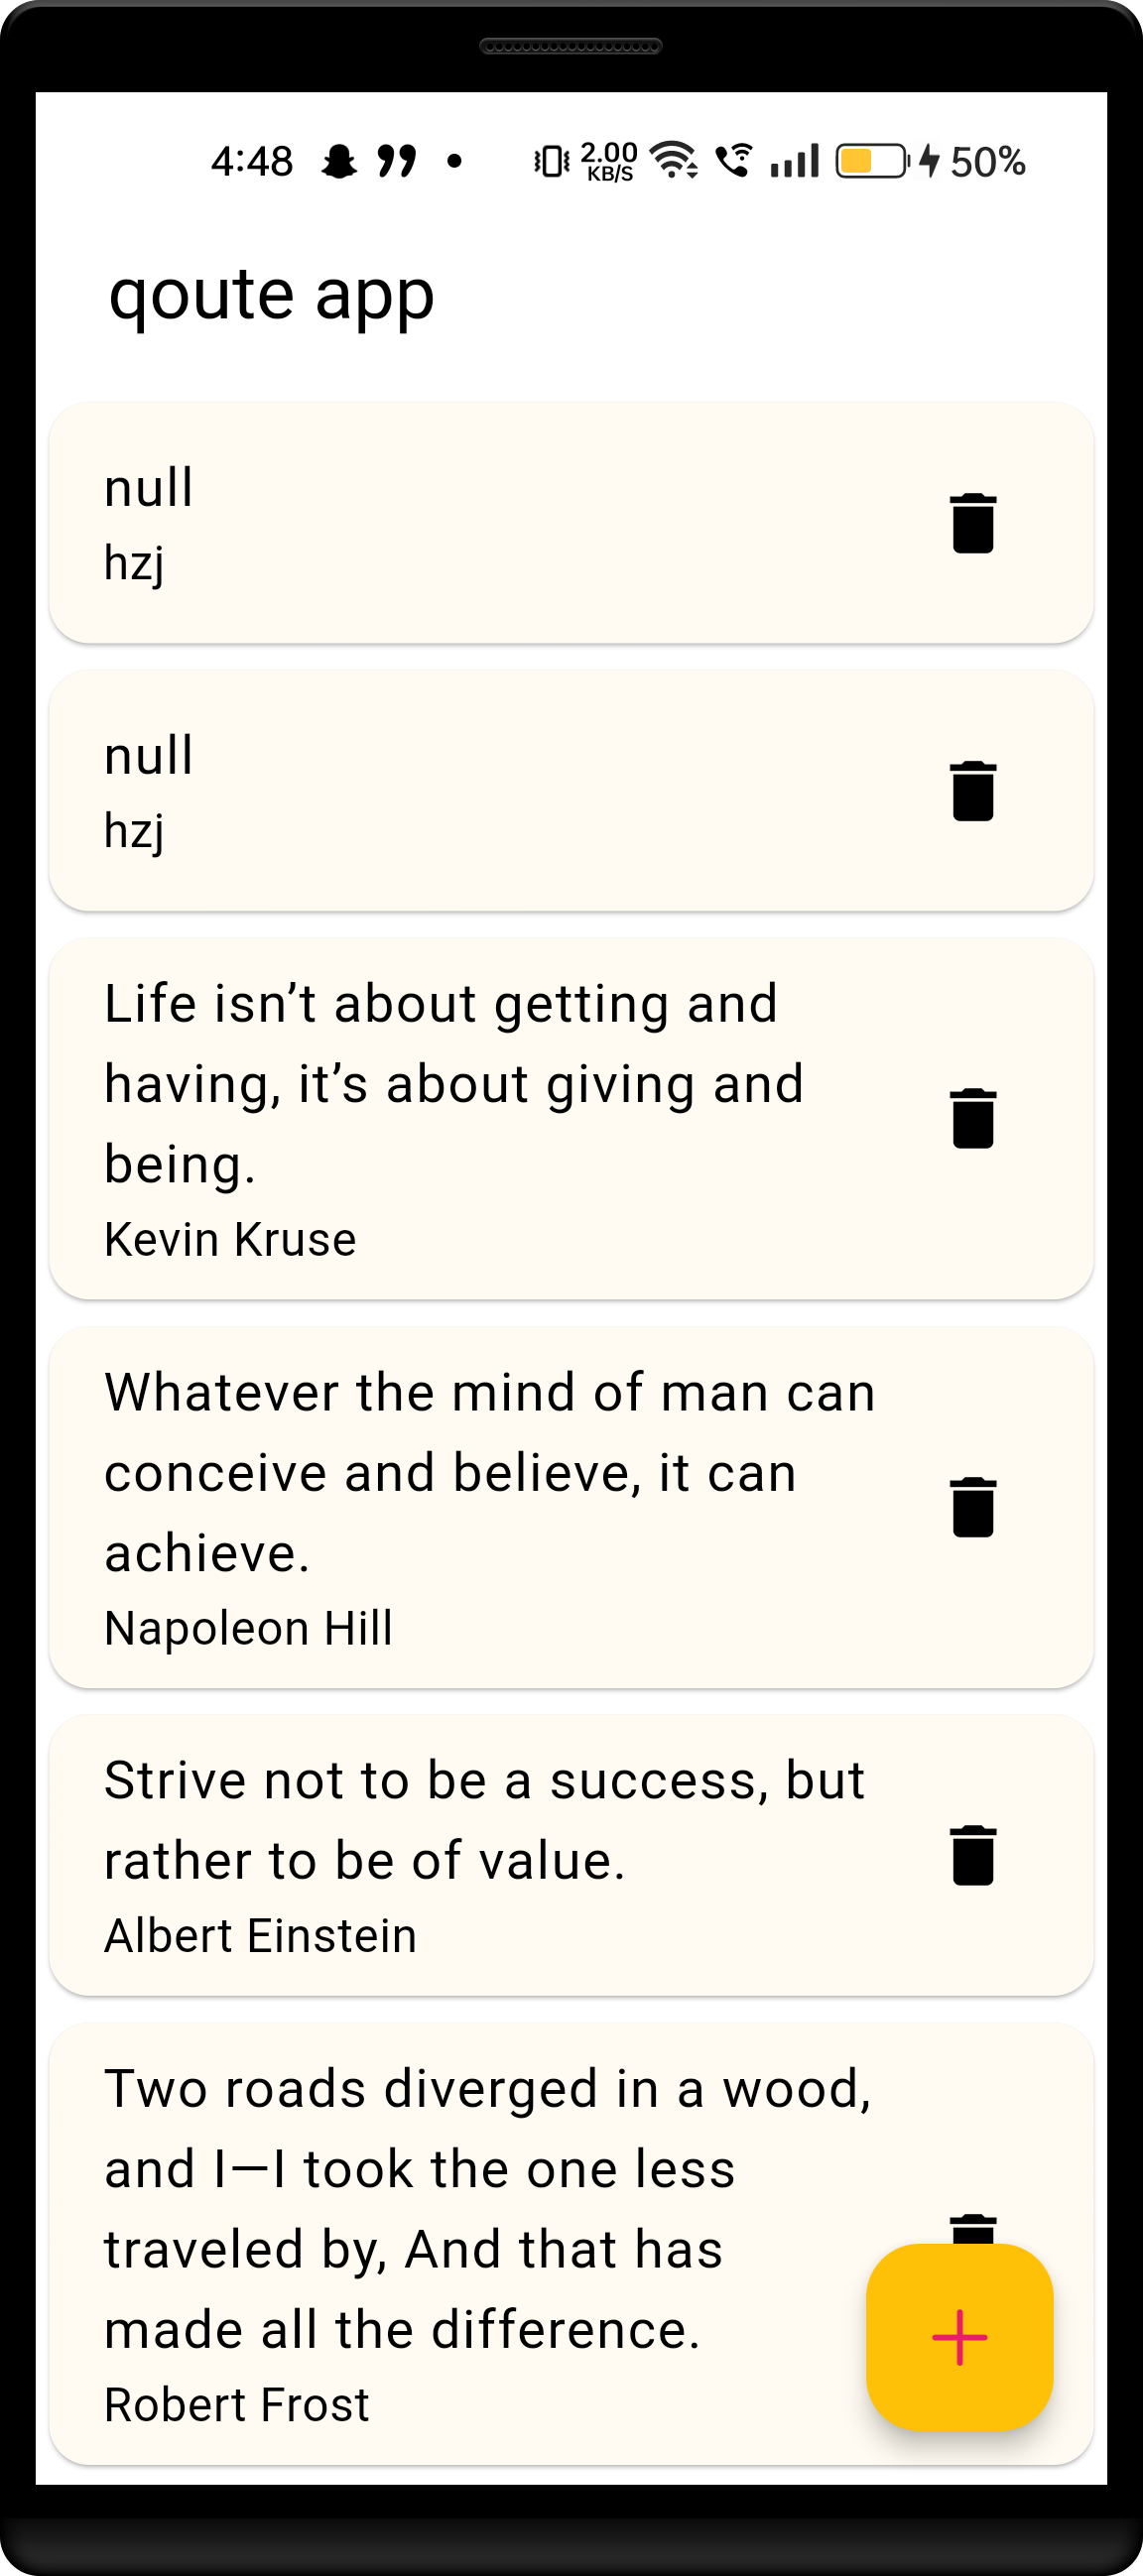 4:48 2.00 KB/S 50%
qoute app
null
hzj
null
hzj
Life isn’t about getting and
having, it’s about giving and
being.
Kevin Kruse
Whatever the mind of man can
conceive and believe, it can
achieve.
Napoleon Hill
Strive not to be a success, but
rather to be of value.
Albert Einstein
Two roads diverged in a wood,
and I—I took the one less
traveled by, And that has
made all the difference.
Robert Frost